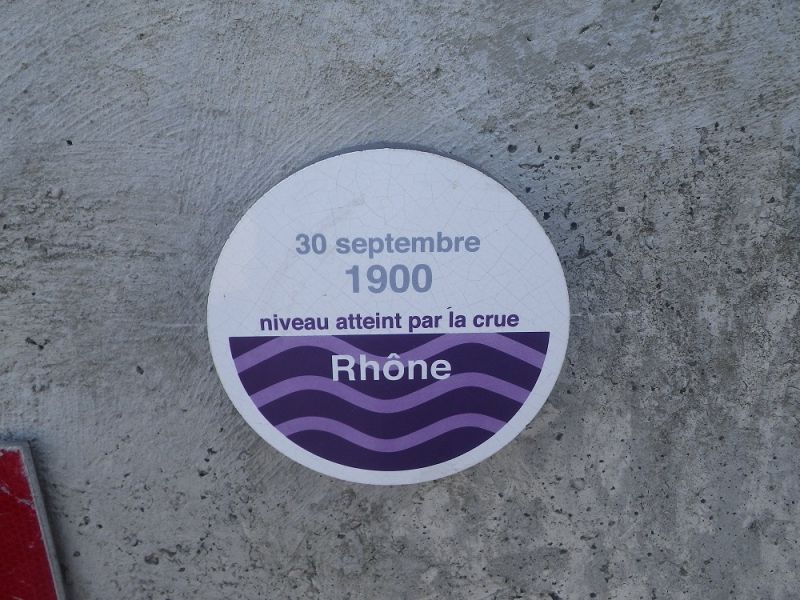 30 septembre
1900
niveau atteint par la crue
Rhône